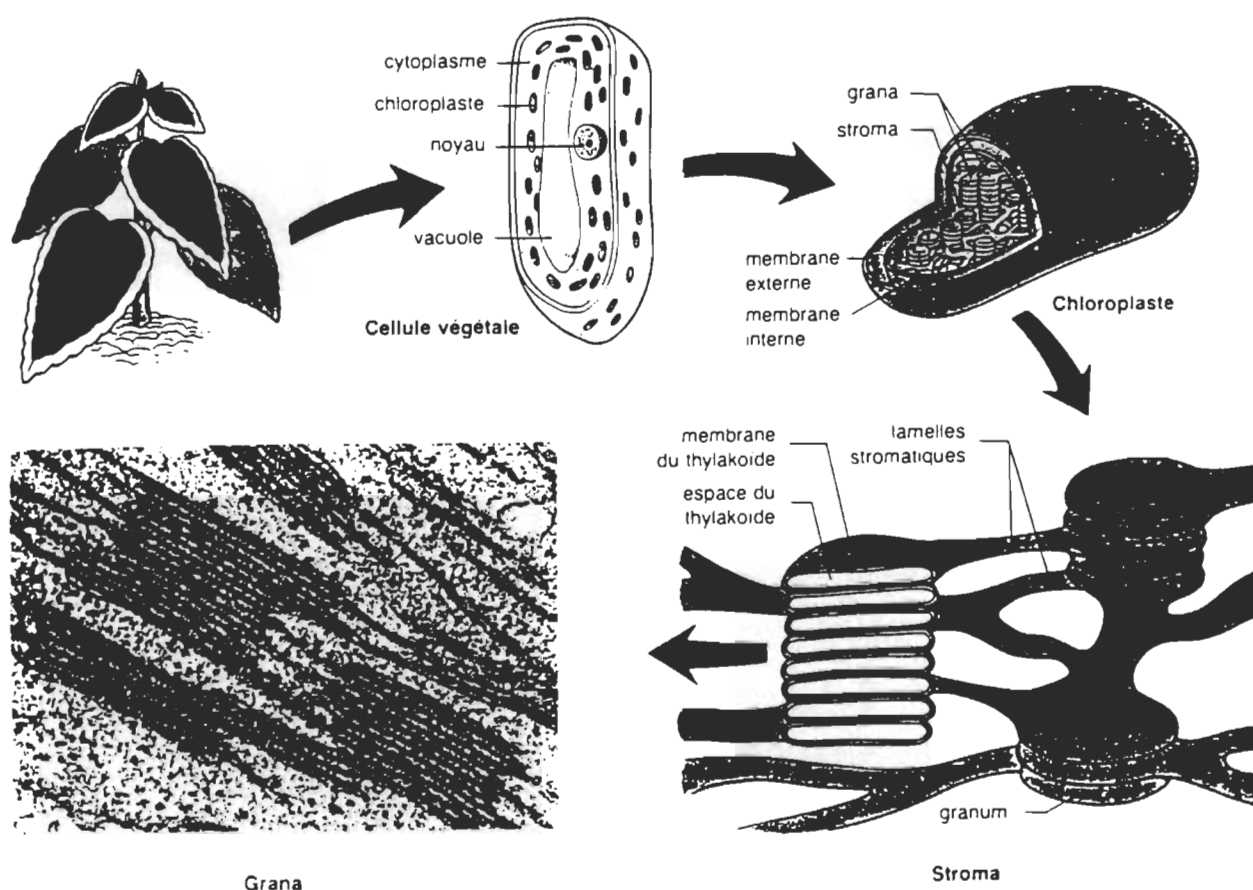 cytoplasme
chloroplaste
noyau
vacuole
Cellule végétale
grana
stroma
membrane
externe
membrane
interne
Chloroplaste
membrane
du thylakoïde
espace du
thylakoïde
lamelles
stromatiques
granum
Grana
Stroma